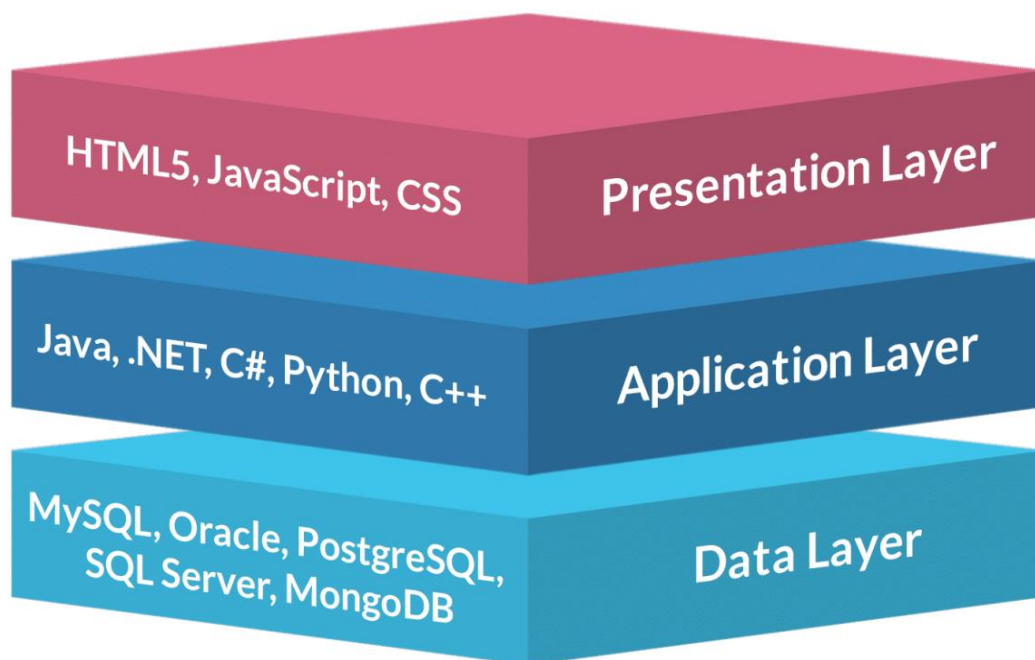 HTML5, JavaScript, CSS
Presentation Layer
Java, .NET, C#, Python, C++
Application Layer
MySQL, Oracle, PostgreSQL,
SQL Server, MongoDB
Data Layer